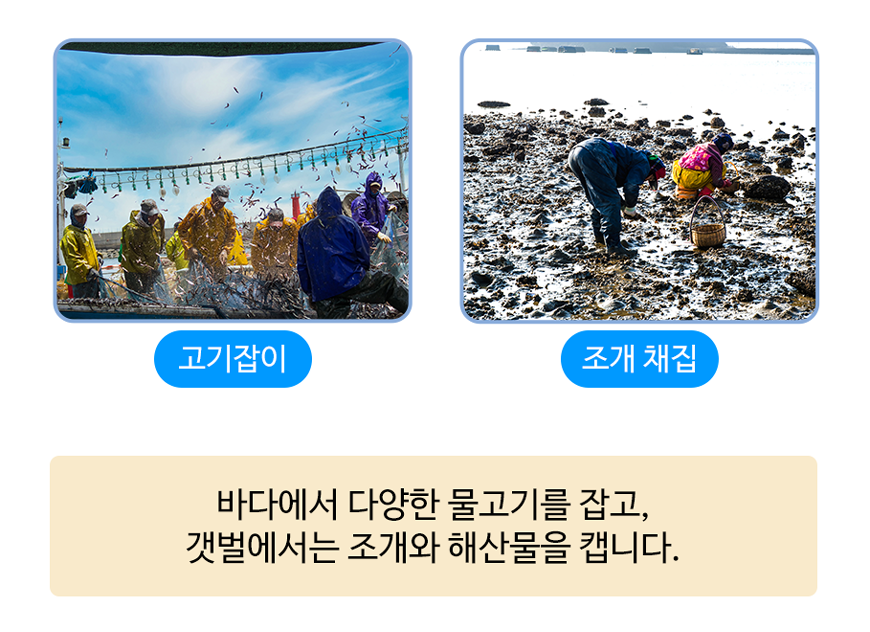 고기잡이
조개 채집
바다에서 다양한 물고기를 잡고,
갯벌에서는 조개와 해산물을 캡니다.